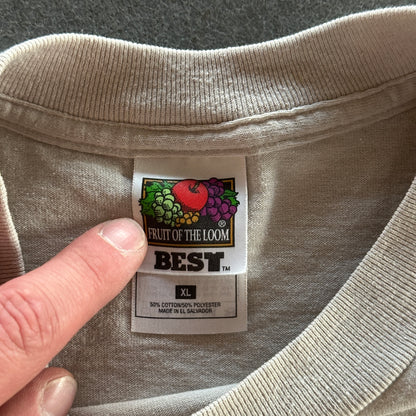 FRUIT OF THE LOOM ®
BEST™
XL
50% COTTON/50% POLYESTER
MADE IN EL SALVADOR